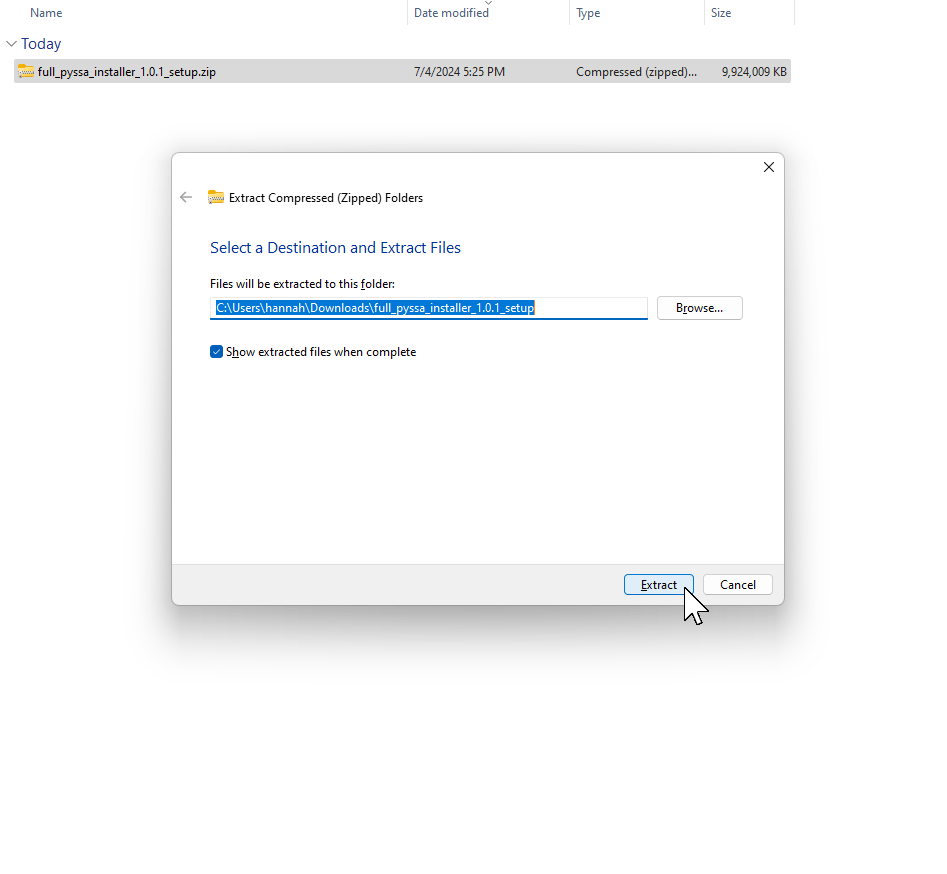 Name Date modified Type Size
Today
full_pyssa_installer_1.0.1_setup.zip 7/4/2024 5:25 PM Compressed (zipped)... 9,924,009 KB
Extract Compressed (Zipped) Folders
Select a Destination and Extract Files
Files will be extracted to this folder:
C:\Users\hannah\Downloads\full_pyssa_installer_1.0.1_setup Browse...
Show extracted files when complete
Extract Cancel